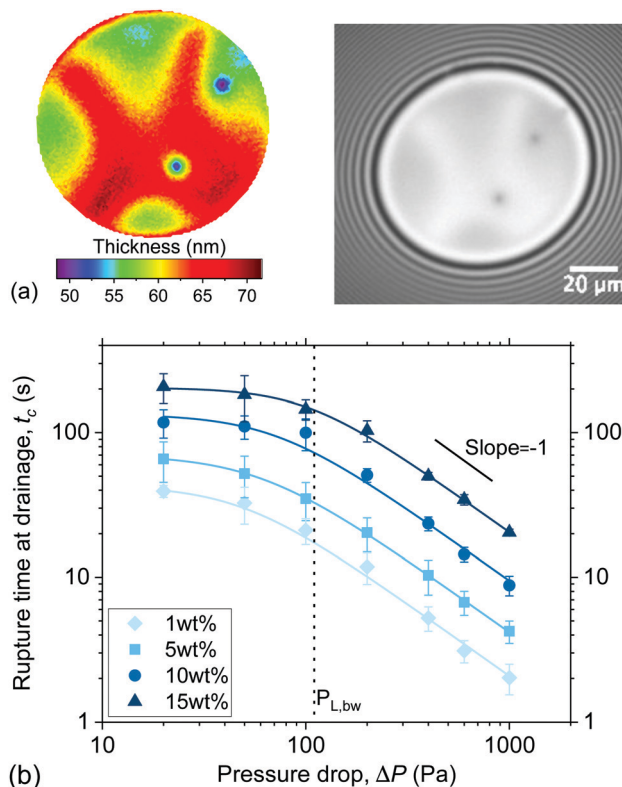 Thickness (nm)
50 55 60 65 70
(a)
20 µm
Rupture time at drainage, t_c (s)
100
10
1
100
10
1
Slope=-1
1wt%
5wt%
10wt%
15wt%
P_L,bw
10 100 1000
Pressure drop, ΔP (Pa)
(b)